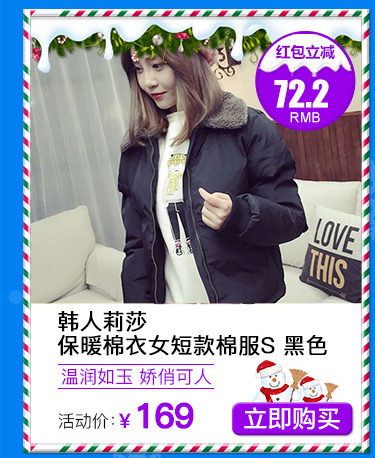 红包立减
72.2
RMB
LOVE
THIS
韩人莉莎
保暖棉衣女短款棉服S 黑色
温润如玉 娇俏可人
活动价：¥ 169
立即购买